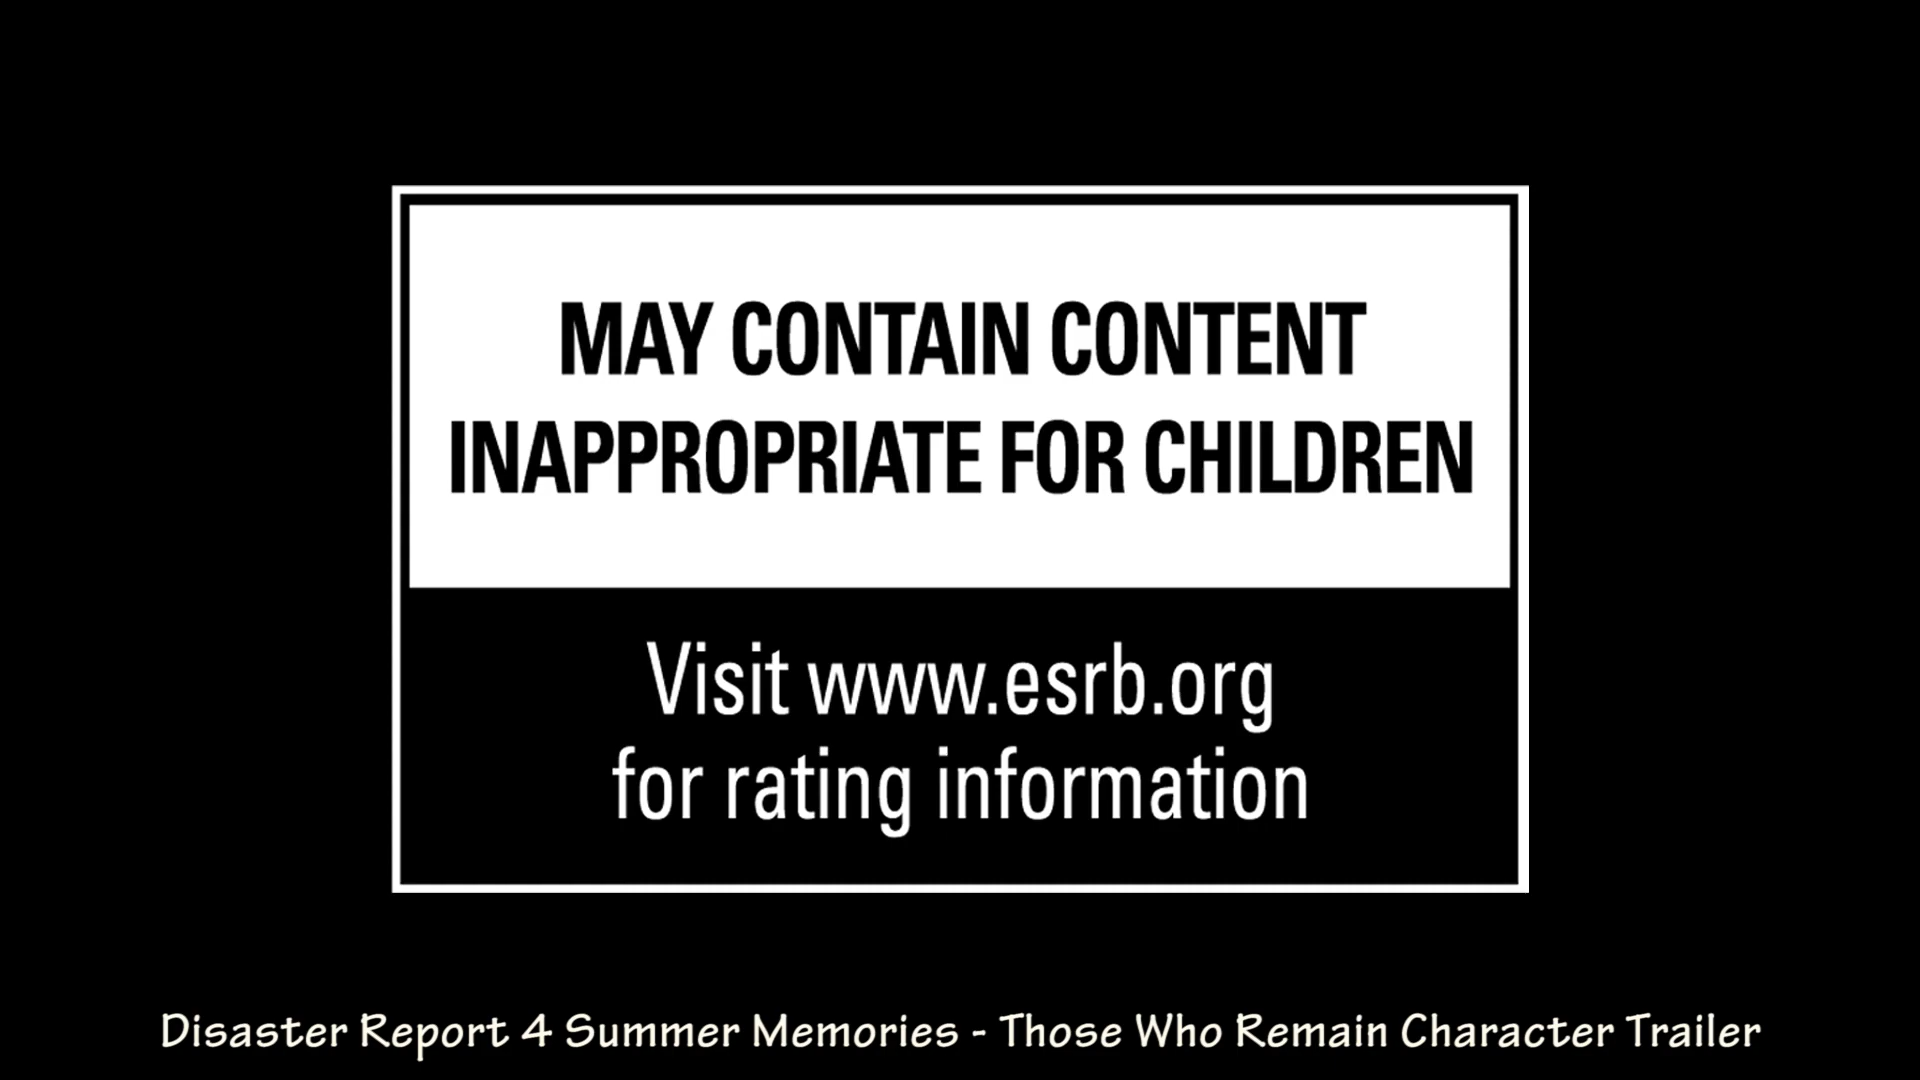 MAY CONTAIN CONTENT
INAPPROPRIATE FOR CHILDREN
Visit www.esrb.org
for rating information
Disaster Report 4 Summer Memories - Those Who Remain Character Trailer